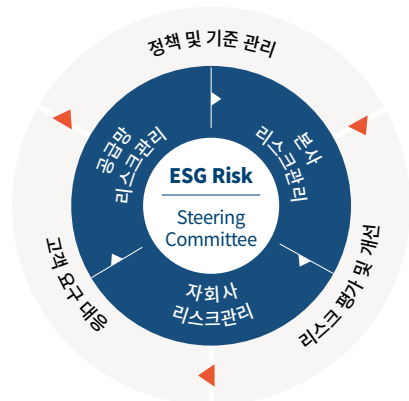 정책 및 기준 관리
공급망
리스크관리
본사
리스크관리
ESG Risk
Steering
Committee
자회사
리스크관리
고객 요구 대응
리스크 평가 및 개선